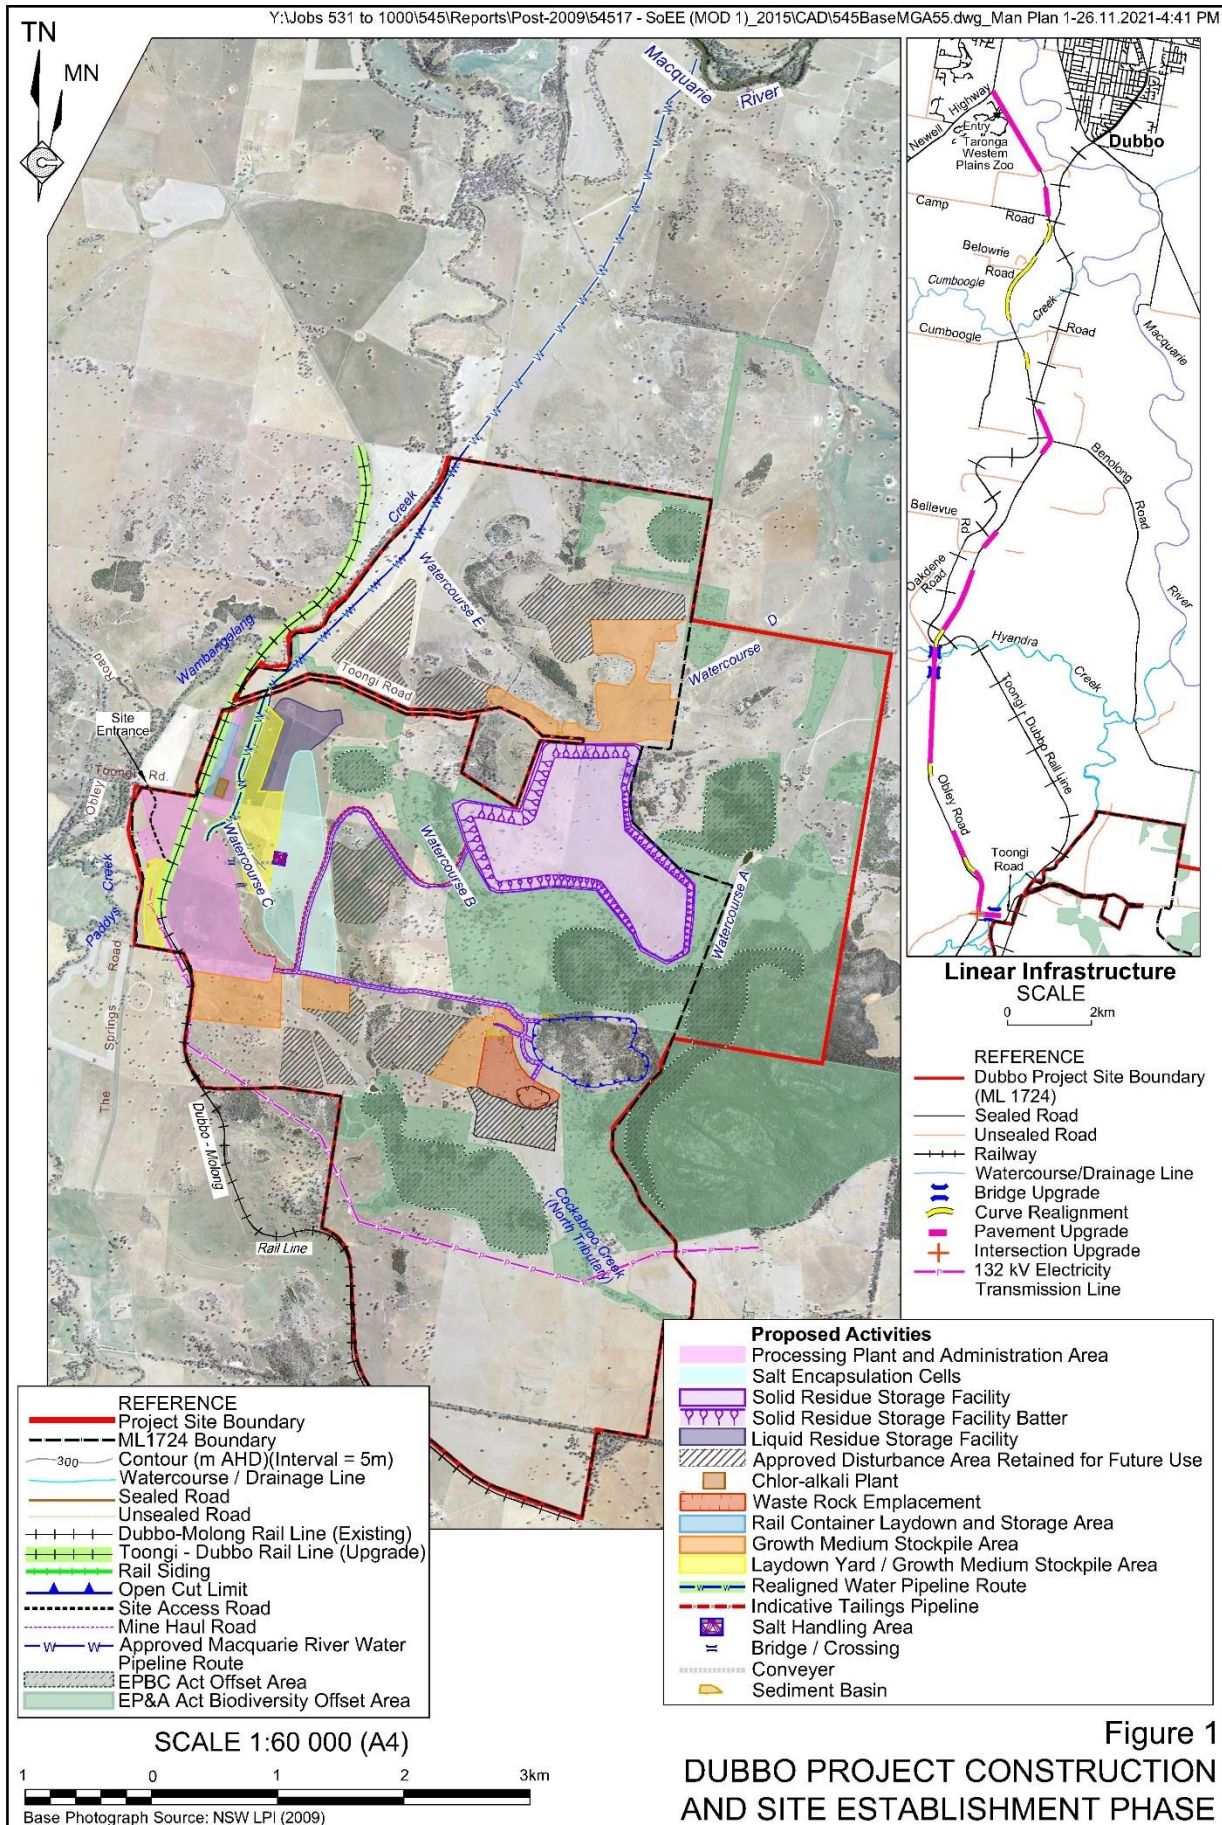 Y:\Jobs 531 to 1000\545\Reports\Post-2009\54517 - SoEE (MOD 1)_2015\CAD\545BaseMGA55.dwg_Man Plan 1-26.11.2021-4:41 PM
TN
MN
Macquarie
River
Creek
Watercourse E
Wambangalang
Road
Toongi Road
Watercourse
D
Site
Entrance
Toongi Rd.
Obley
Watercourse C
Watercourse B
Watercourse A
Paddys Creek
The Springs Road
Dubbo - Molong
Rail Line
Cockabroo Creek
(North Tributary)
Newell Highway
Entry
Taronga
Western
Plains Zoo
Dubbo
Camp
Road
Belowrie
Road
Cumboogle
Creek
Cumboogle
Road
Macquarie
Benolong
Road
Bellevue
Rd
Oakdene
Road
River
Hyandra
Creek
Toongi - Dubbo Rail Line
Obley Road
Toongi
Road
Linear Infrastructure
SCALE
0 2km
REFERENCE
Dubbo Project Site Boundary
(ML 1724)
Sealed Road
Unsealed Road
Railway
Watercourse/Drainage Line
Bridge Upgrade
Curve Realignment
Pavement Upgrade
Intersection Upgrade
132 kV Electricity
Transmission Line
Proposed Activities
Processing Plant and Administration Area
Salt Encapsulation Cells
Solid Residue Storage Facility
Solid Residue Storage Facility Batter
Liquid Residue Storage Facility
Approved Disturbance Area Retained for Future Use
Chlor-alkali Plant
Waste Rock Emplacement
Rail Container Laydown and Storage Area
Growth Medium Stockpile Area
Laydown Yard / Growth Medium Stockpile Area
Realigned Water Pipeline Route
Indicative Tailings Pipeline
Salt Handling Area
Bridge / Crossing
Conveyer
Sediment Basin
REFERENCE
Project Site Boundary
ML1724 Boundary
300 Contour (m AHD)(Interval = 5m)
Watercourse / Drainage Line
Sealed Road
Unsealed Road
Dubbo-Molong Rail Line (Existing)
Toongi - Dubbo Rail Line (Upgrade)
Rail Siding
Open Cut Limit
Site Access Road
Mine Haul Road
W W Approved Macquarie River Water
Pipeline Route
EPBC Act Offset Area
EP&A Act Biodiversity Offset Area
SCALE 1:60 000 (A4)
1 0 1 2 3km
Base Photograph Source: NSW LPI (2009)
Figure 1
DUBBO PROJECT CONSTRUCTION
AND SITE ESTABLISHMENT PHASE